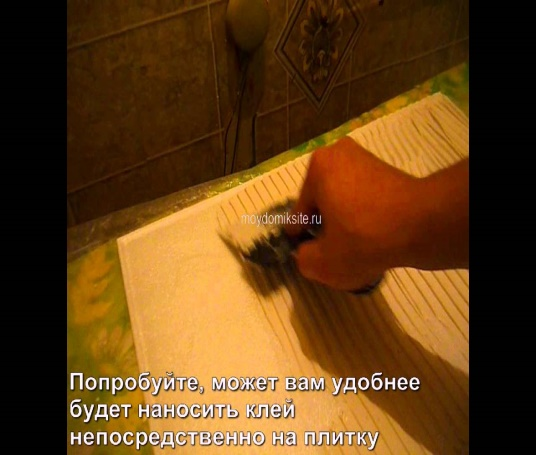 moydomiksite.ru
Попробуйте, может вам удобнее
будет наносить клей
непосредственно на плитку